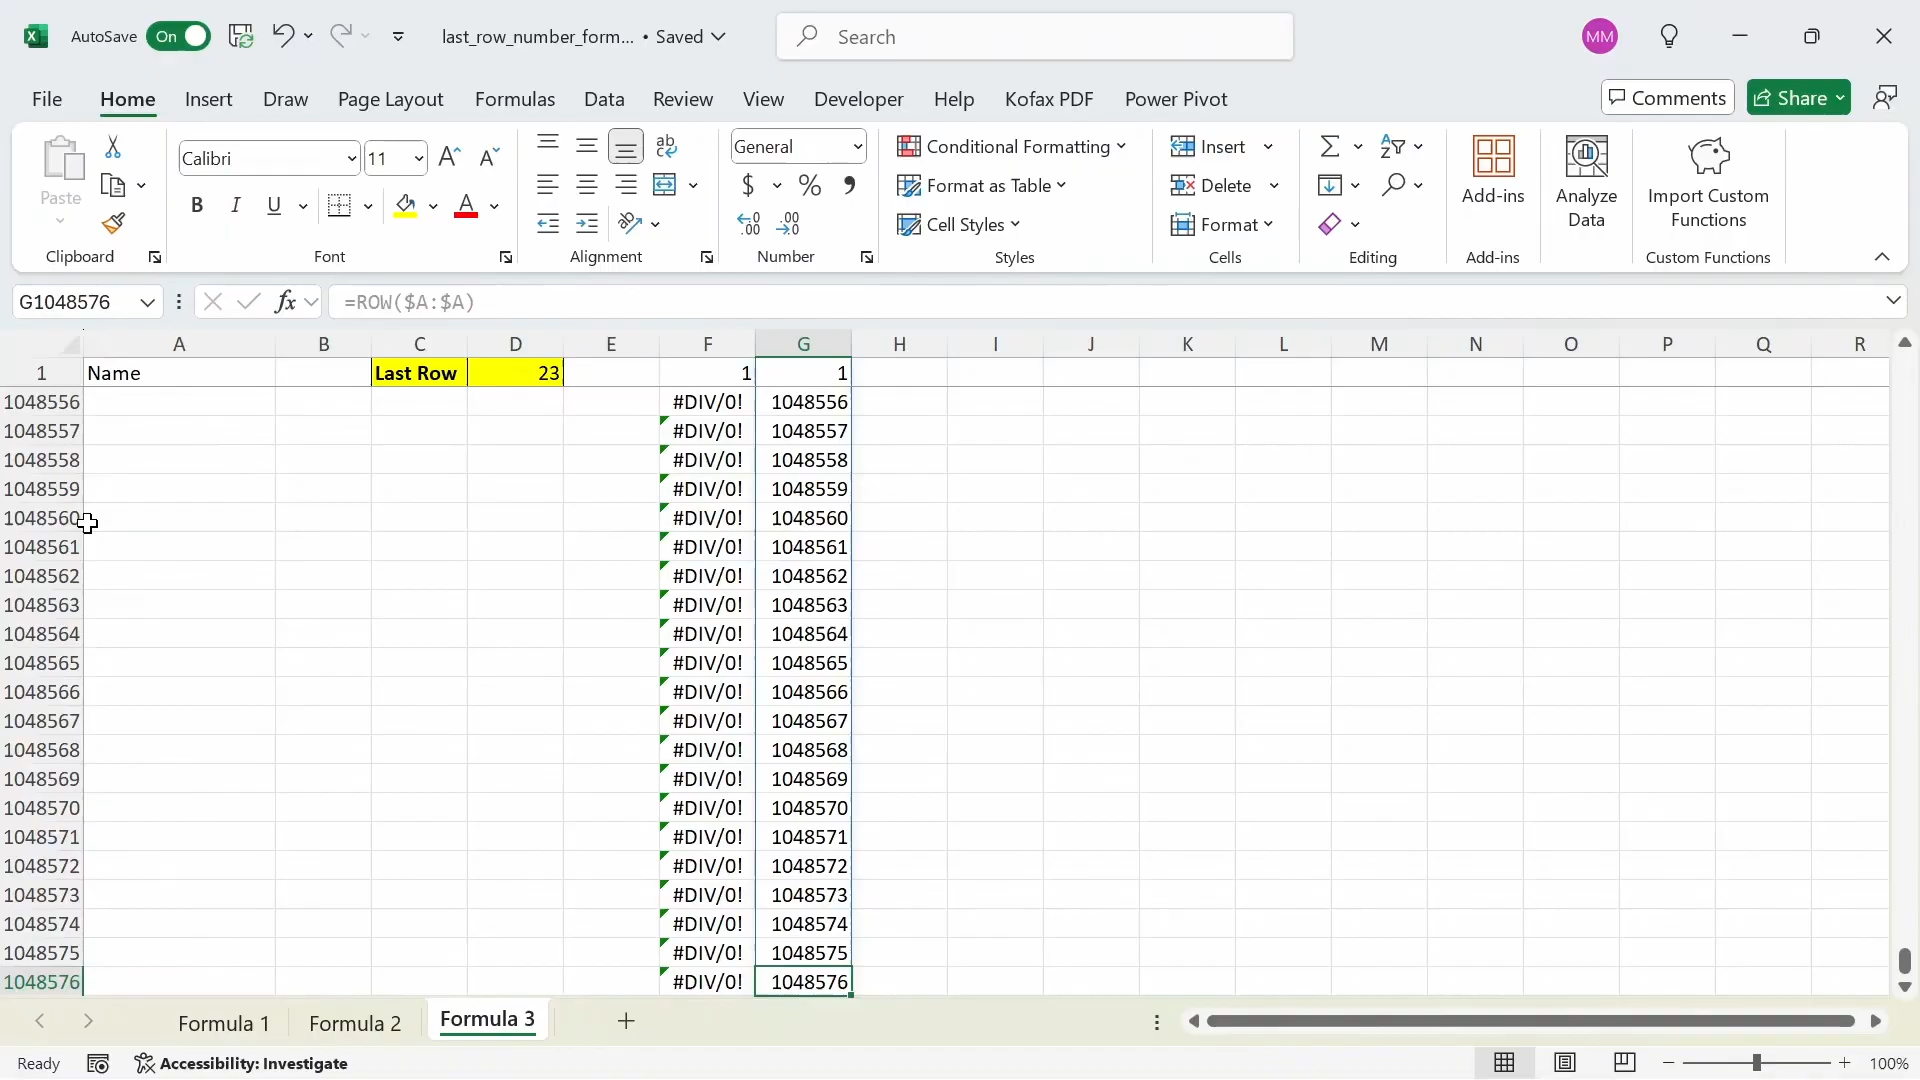 AutoSave On last_row_number_form... • Saved Search MM
File Home Insert Draw Page Layout Formulas Data Review View Developer Help Kofax PDF Power Pivot Comments Share
Paste
Clipboard
Calibri 11
B I U
Font
ab
Alignment
General
$ % 9
.00 .00
Number
Conditional Formatting
Format as Table
Cell Styles
Styles
Insert
Delete
Format
Cells
Editing
Add-ins
Add-ins
Analyze
Data
Import Custom
Functions
Custom Functions
G1048576 fx =ROW($A:$A)
A B C D E F G H I J K L M N O P Q R
1 Name Last Row 23 1 1
1048556 #DIV/0! 1048556
1048557 #DIV/0! 1048557
1048558 #DIV/0! 1048558
1048559 #DIV/0! 1048559
1048560 #DIV/0! 1048560
1048561 #DIV/0! 1048561
1048562 #DIV/0! 1048562
1048563 #DIV/0! 1048563
1048564 #DIV/0! 1048564
1048565 #DIV/0! 1048565
1048566 #DIV/0! 1048566
1048567 #DIV/0! 1048567
1048568 #DIV/0! 1048568
1048569 #DIV/0! 1048569
1048570 #DIV/0! 1048570
1048571 #DIV/0! 1048571
1048572 #DIV/0! 1048572
1048573 #DIV/0! 1048573
1048574 #DIV/0! 1048574
1048575 #DIV/0! 1048575
1048576 #DIV/0! 1048576
Formula 1 Formula 2 Formula 3
Ready Accessibility: Investigate 100%